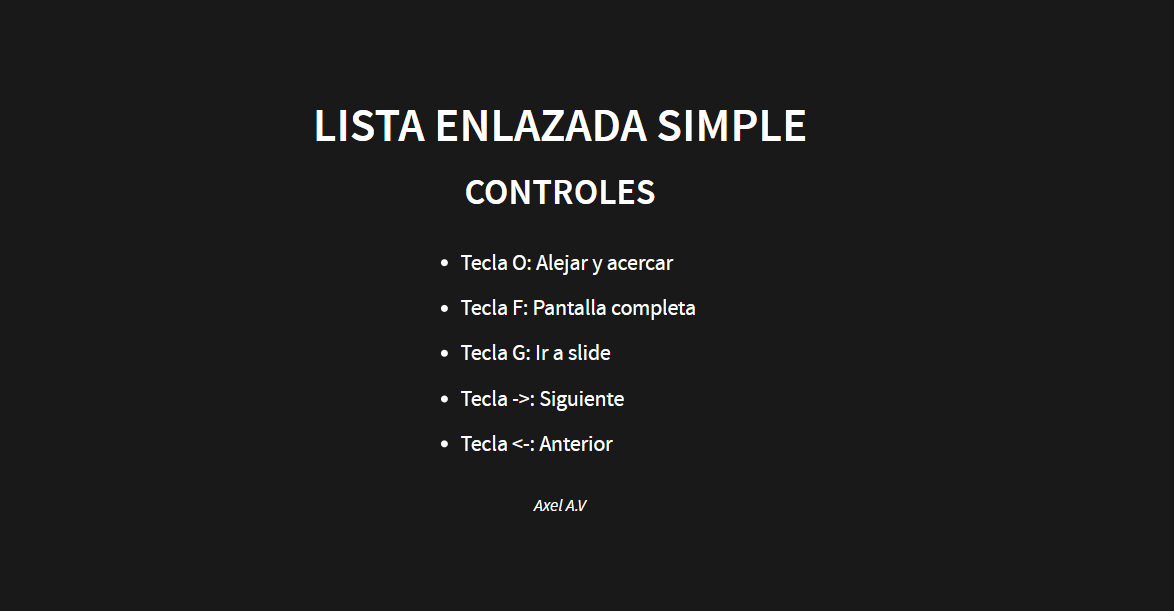 LISTA ENLAZADA SIMPLE
CONTROLES
• Tecla O: Alejar y acercar
• Tecla F: Pantalla completa
• Tecla G: Ir a slide
• Tecla ->: Siguiente
• Tecla <-: Anterior
Axel A.V